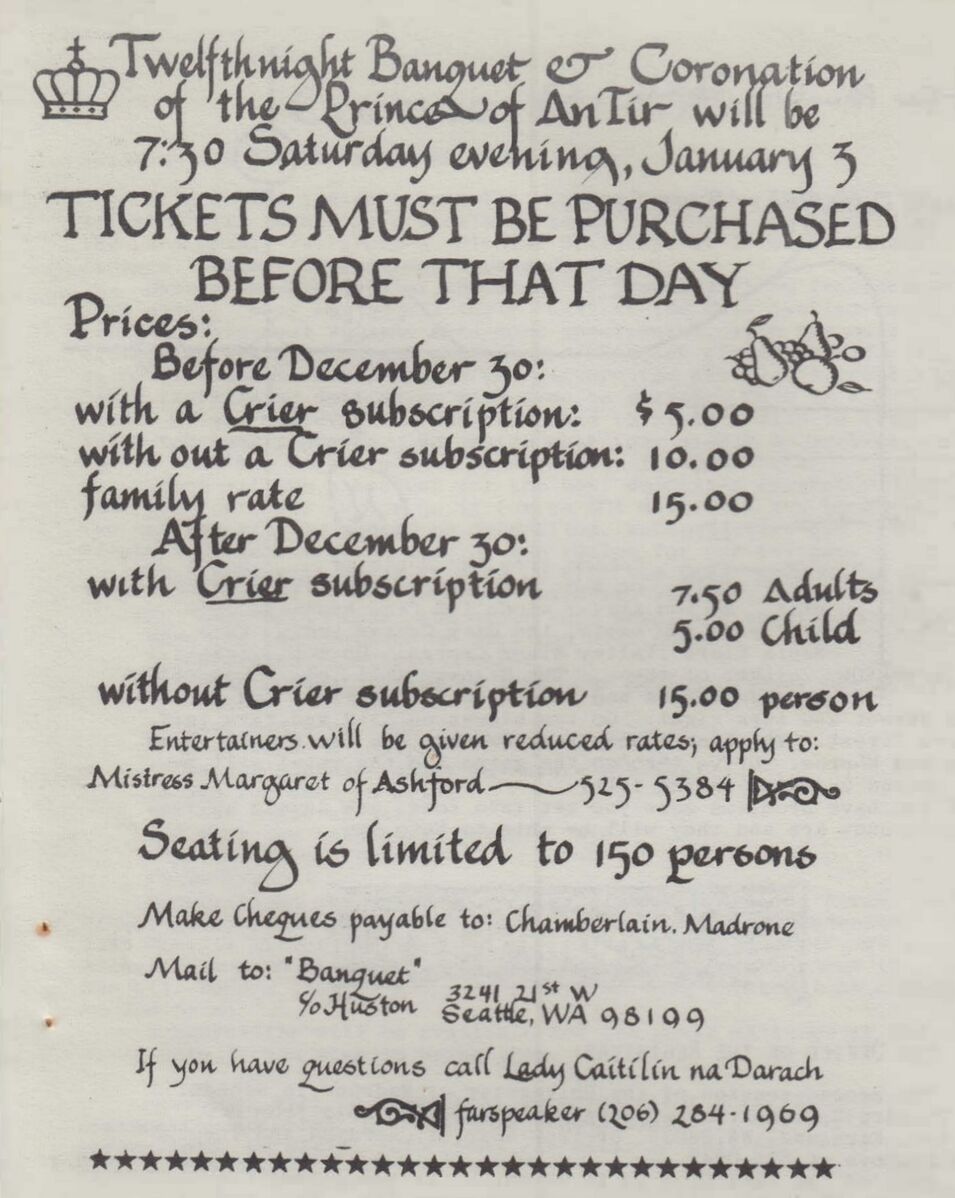 Twelfthnight Banquet & Coronation
of the Prince of AnTir will be
7:30 Saturday evening, January 3
TICKETS MUST BE PURCHASED
BEFORE THAT DAY
Prices:
Before December 30:
with a Crier subscription: $5.00
with out a Crier subscription: 10.00
family rate 15.00
After December 30:
with Crier subscription 7.50 Adults
5.00 Child
without Crier subscription 15.00 person
Entertainers will be given reduced rates; apply to:
Mistress Margaret of Ashford 525-5384
Seating is limited to 150 persons
Make Cheques payable to: Chamberlain. Madrone
Mail to: "Banquet"
c/o Huston 3241 21st W
Seattle, WA 98199
If you have questions call Lady Caitilin na Darach
farspeaker (206) 284-1969